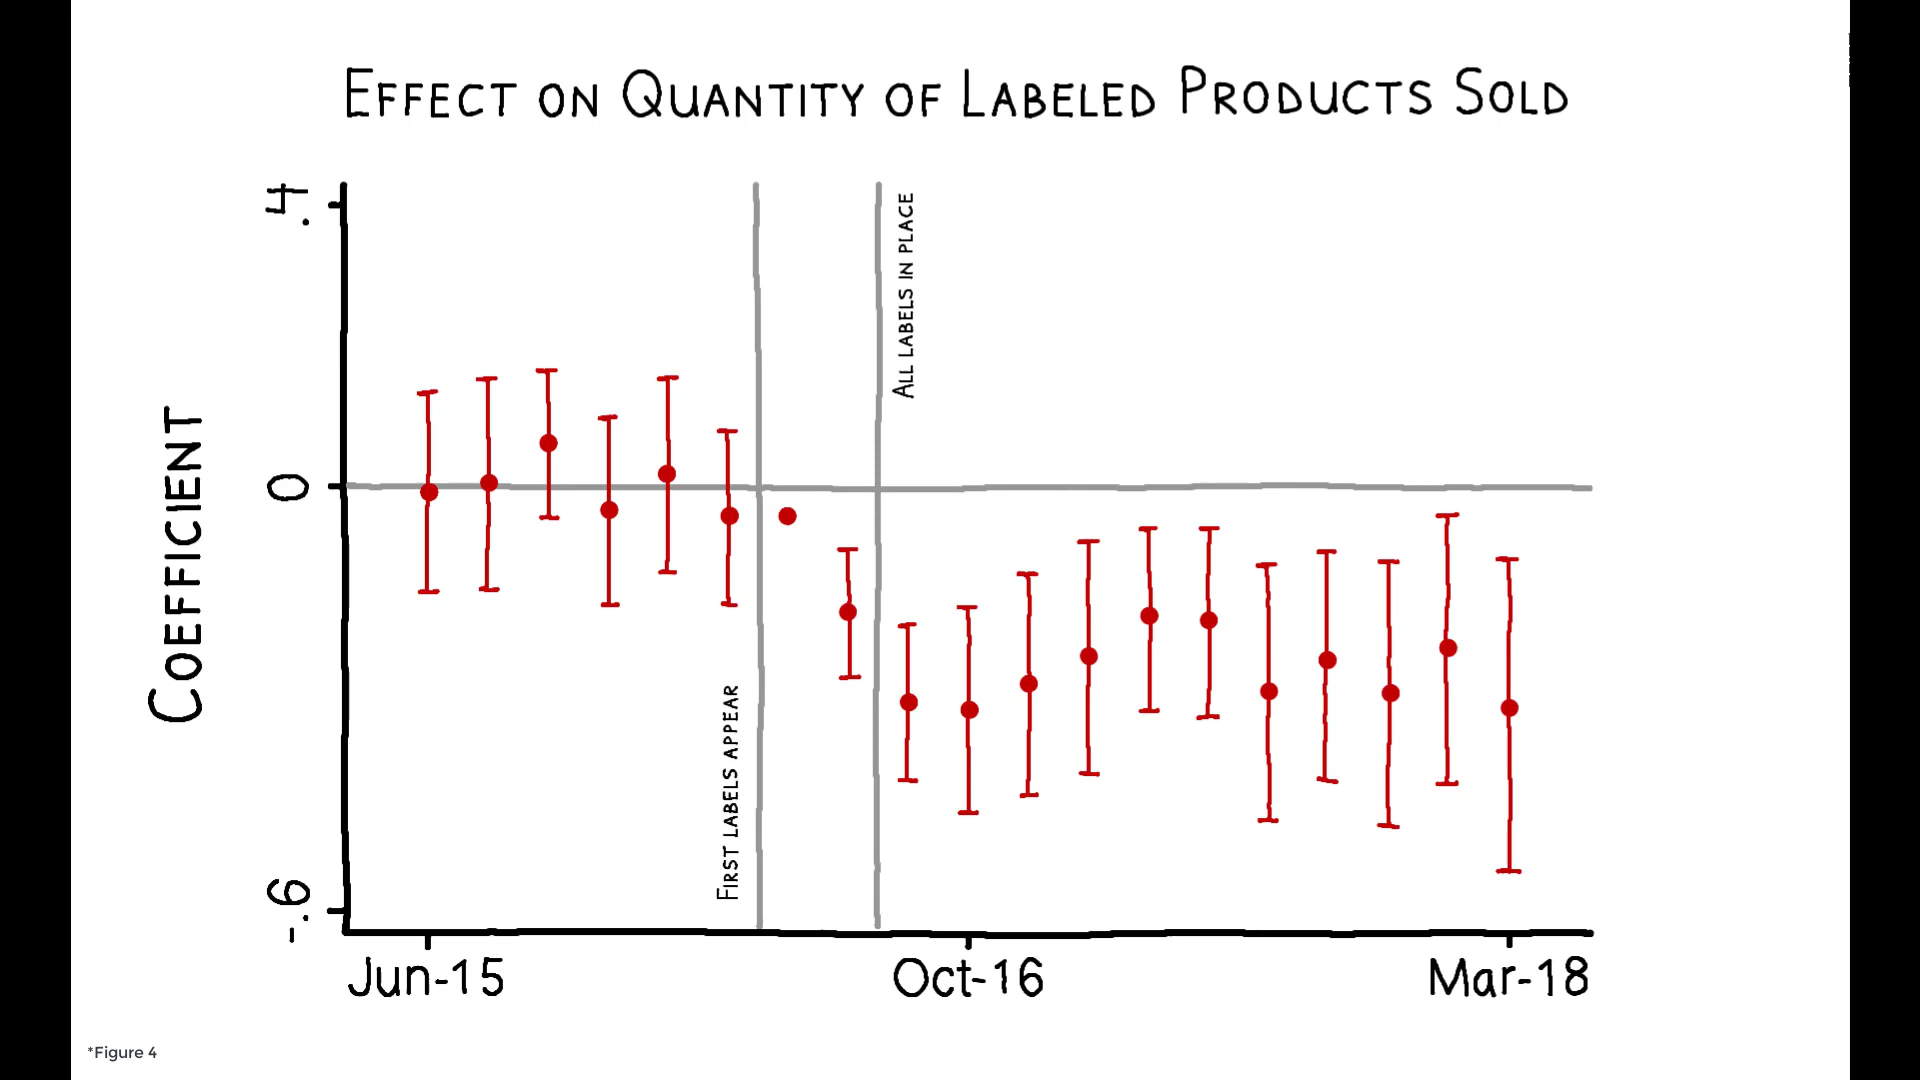 EFFECT ON QUANTITY OF LABELED PRODUCTS SOLD
COEFFICIENT
.4
0
-.6
FIRST LABELS APPEAR
ALL LABELS IN PLACE
Jun-15
Oct-16
Mar-18
*Figure 4